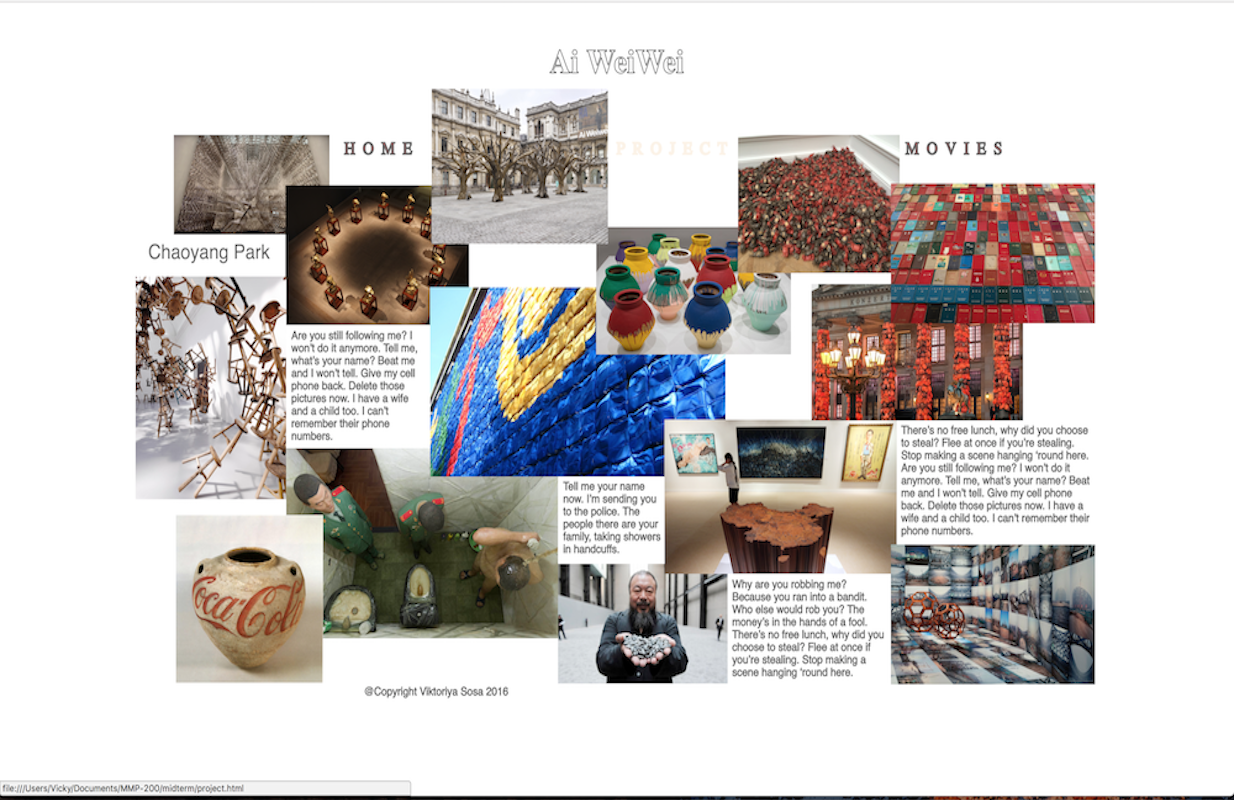 Ai WeiWei
HOME
PROJECT
MOVIES
Chaoyang Park
Are you still following me? I
won't do it anymore. Tell me,
what's your name? Beat me
and I won't tell. Give my cell
phone back. Delete those
pictures now. I have a wife
and a child too. I can't
remember their phone
numbers.
Tell me your name
now. I'm sending you
to the police. The
people there are your
family, taking showers
in handcuffs.
There's no free lunch, why did you choose
to steal? Flee at once if you're stealing.
Stop making a scene hanging 'round here.
Are you still following me? I won't do it
anymore. Tell me, what's your name? Beat
me and I won't tell. Give my cell phone
back. Delete those pictures now. I have a
wife and a child too. I can't remember their
phone numbers.
Why are you robbing me?
Because you ran into a bandit.
Who else would rob you? The
money's in the hands of a fool.
There's no free lunch, why did you
choose to steal? Flee at once if
you're stealing. Stop making a
scene hanging 'round here.
Coca Cola
@Copyright Viktoriya Sosa 2016
file:///Users/Vicky/Documents/MMP-200/midterm/project.html